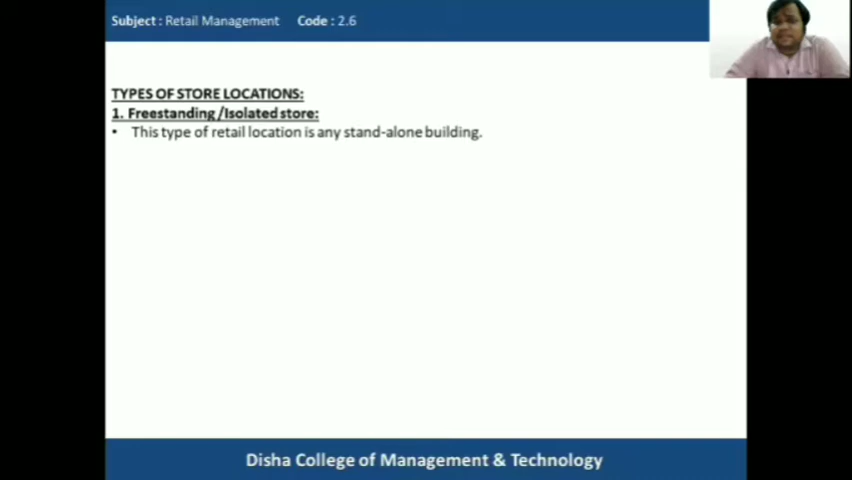 Subject : Retail Management Code : 2.6
TYPES OF STORE LOCATIONS:
1. Freestanding/Isolated store:
• This type of retail location is any stand-alone building.
Disha College of Management & Technology